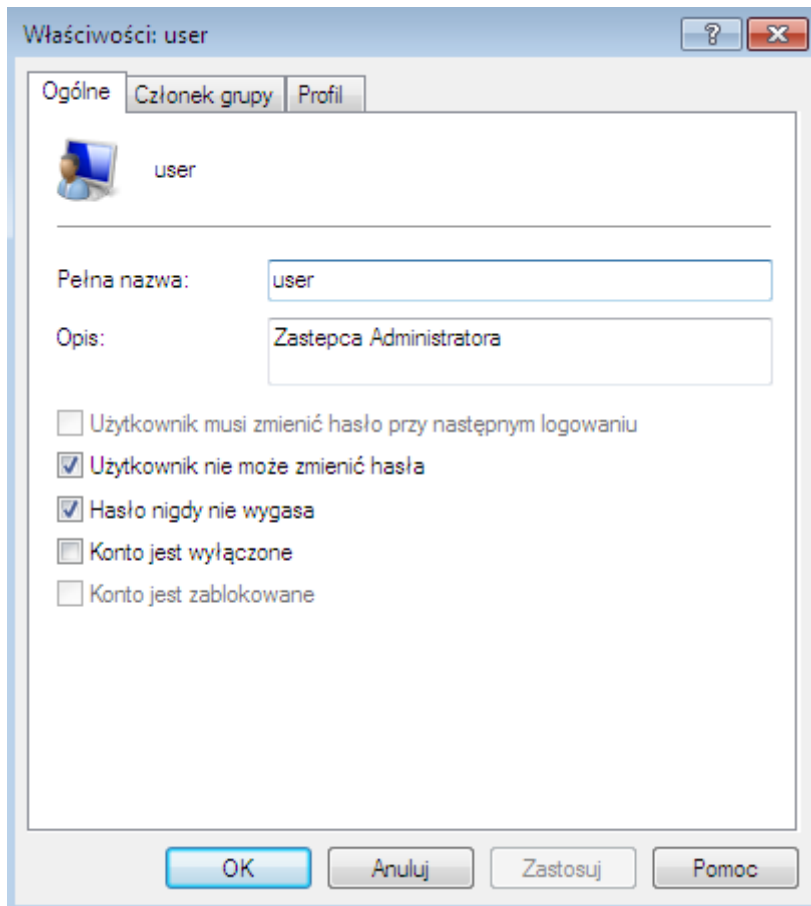 Właściwości: user
Ogólne Członek grupy Profil
user
Pełna nazwa: user
Opis: Zastepca Administratora
Użytkownik musi zmienić hasło przy następnym logowaniu
Użytkownik nie może zmienić hasła
Hasło nigdy nie wygasa
Konto jest wyłączone
Konto jest zablokowane
OK Anuluj Zastosuj Pomoc